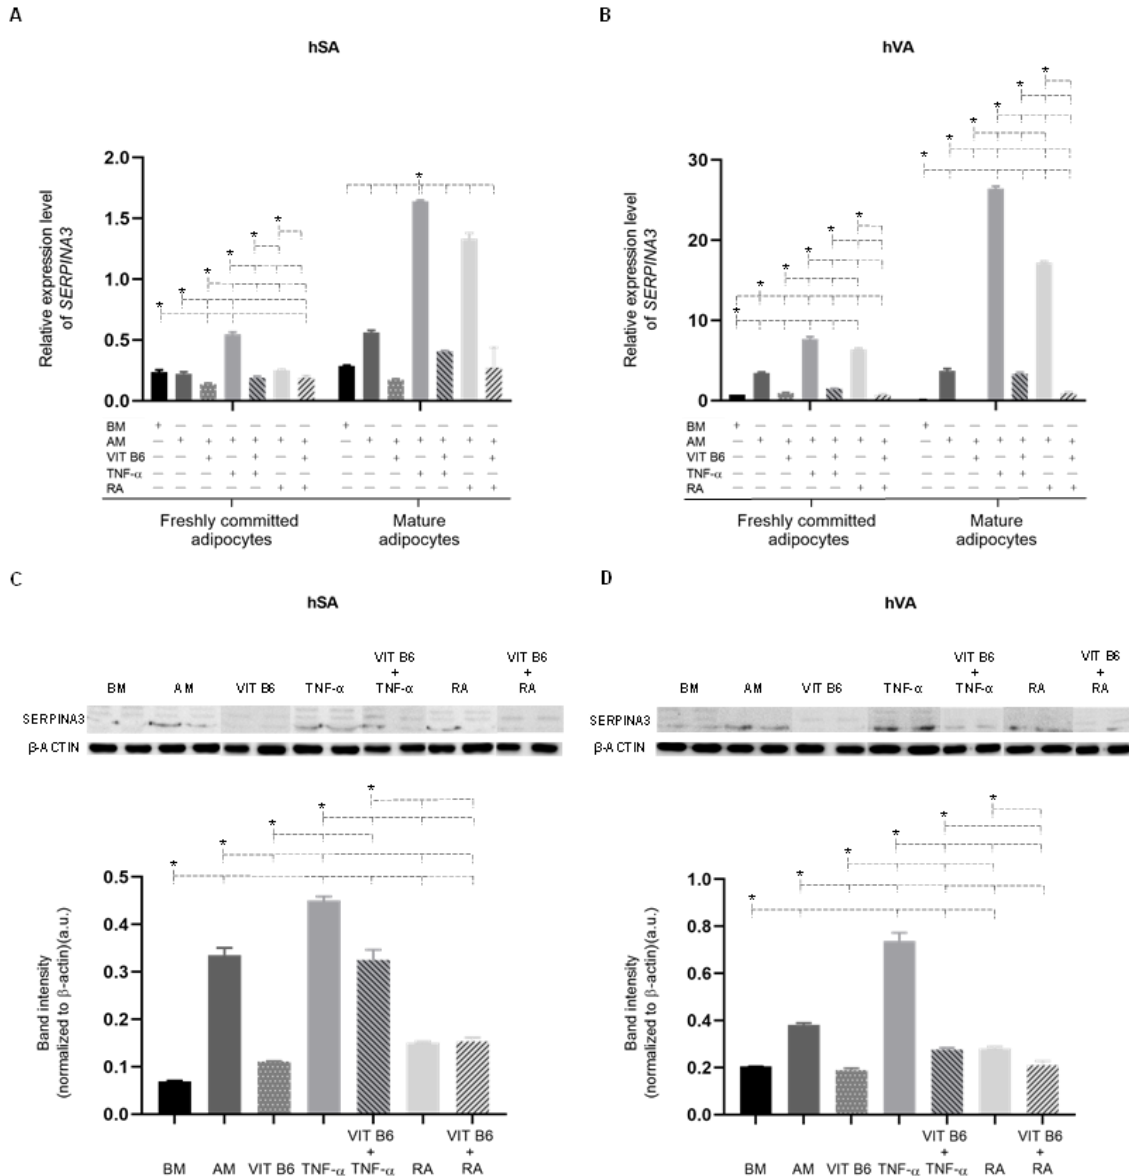 A
hSA
Relative expression level
of SERPINA3
2.0
1.5
1.0
0.5
0.0
* * * * * * *
BM + — — — — — — + — — — — — —
AM — + + + + + + — + + + + + +
VIT B6 — — + — + — + — — + — + — +
TNF-α — — — + + — — — — — + + — —
RA — — — — — + + — — — — — + +
Freshly committed
adipocytes
Mature
adipocytes
B
hVA
Relative expression level
of SERPINA3
30
20
10
0
* * * * * * * * * * * *
BM + — — — — — — + — — — — — —
AM — + + + + + + — + + + + + +
VIT B6 — — + — + — + — — + — + — +
TNF-α — — — + + — — — — — + + — —
RA — — — — — + + — — — — — + +
Freshly committed
adipocytes
Mature
adipocytes
C
hSA
BM AM VIT B6 TNF-α VIT B6 + TNF-α RA VIT B6 + RA
SERPINA3
β-ACTIN
Band intensity
(normalized to β-actin)(a.u.)
0.5
0.4
0.3
0.2
0.1
0.0
* * * * *
BM AM VIT B6 TNF-α VIT B6 + TNF-α RA VIT B6 + RA
D
hVA
BM AM VIT B6 TNF-α VIT B6 + TNF-α RA VIT B6 + RA
SERPINA3
β-ACTIN
Band intensity
(normalized to β-actin)(a.u.)
1.0
0.8
0.6
0.4
0.2
0.0
* * * * * *
BM AM VIT B6 TNF-α VIT B6 + TNF-α RA VIT B6 + RA